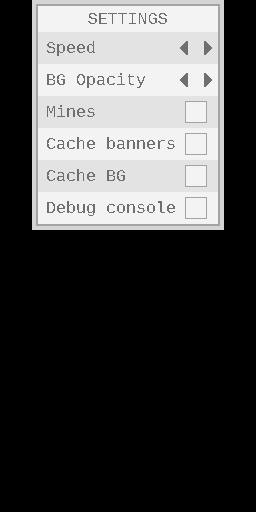 SETTINGS
Speed
BG Opacity
Mines
Cache banners
Cache BG
Debug console